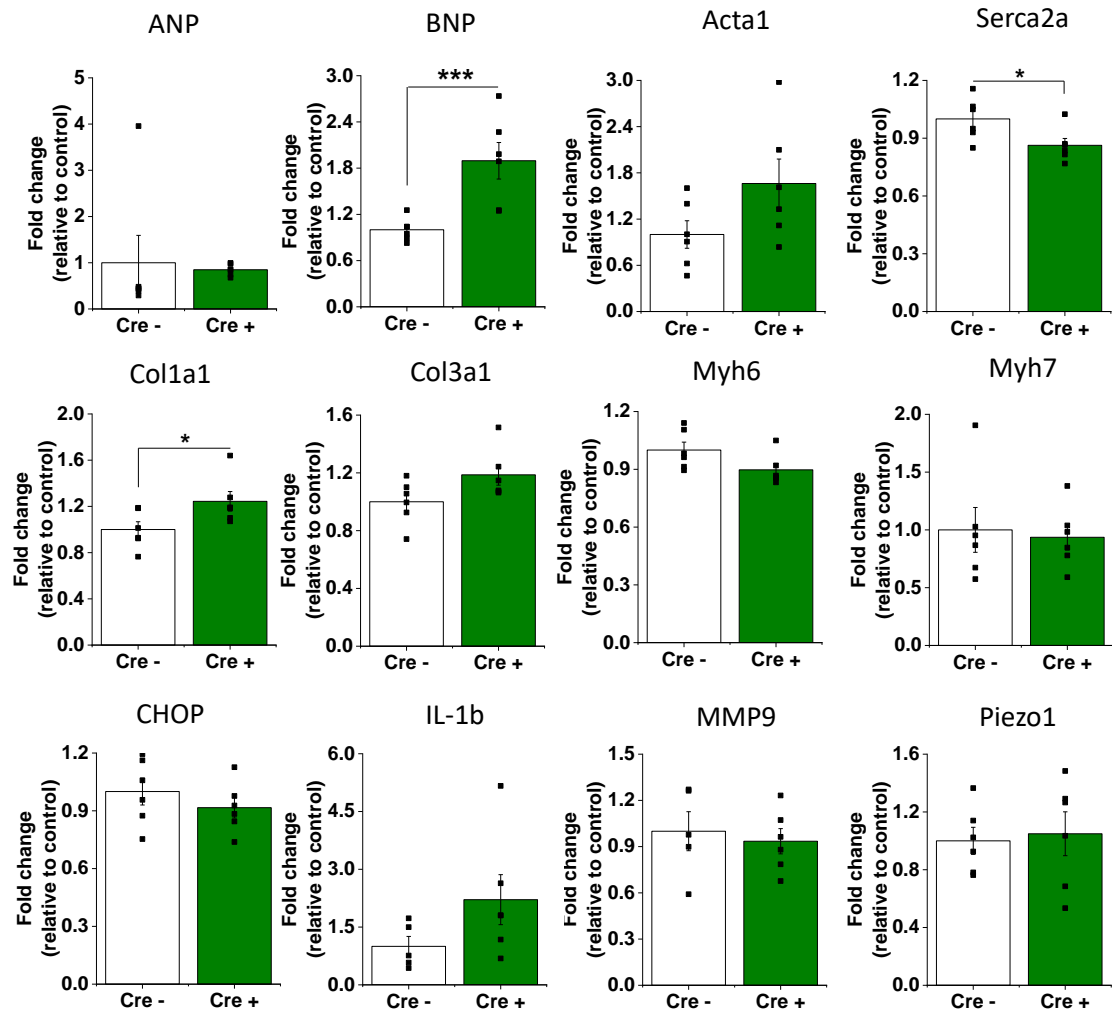 ANP
BNP
Acta1
Serca2a
Fold change
(relative to control)
5
4
3
2
1
0
Cre -
Cre +
Fold change
(relative to control)
3.0
2.4
1.8
1.2
0.6
0.0
***
Cre -
Cre +
Fold change
(relative to control)
3.0
2.4
1.8
1.2
0.6
0.0
Cre -
Cre +
Fold change
(relative to control)
1.2
0.9
0.6
0.3
0.0
*
Cre -
Cre +
Col1a1
Col3a1
Myh6
Myh7
Fold change
(relative to control)
2.0
1.6
1.2
0.8
0.4
0.0
*
Cre -
Cre +
Fold change
(relative to control)
1.6
1.2
0.8
0.4
0.0
Cre -
Cre +
Fold change
(relative to control)
1.2
0.9
0.6
0.3
0.0
Cre -
Cre +
Fold change
(relative to control)
2.0
1.5
1.0
0.5
0.0
Cre -
Cre +
CHOP
IL-1b
MMP9
Piezo1
Fold change
(relative to control)
1.2
0.9
0.6
0.3
0.0
Cre -
Cre +
Fold change
(relative to control)
6.0
4.5
3.0
1.5
0.0
Cre -
Cre +
Fold change
(relative to control)
1.5
1.2
0.9
0.6
0.3
0.0
Cre -
Cre +
Fold change
(relative to control)
1.6
1.2
0.8
0.4
0.0
Cre -
Cre +